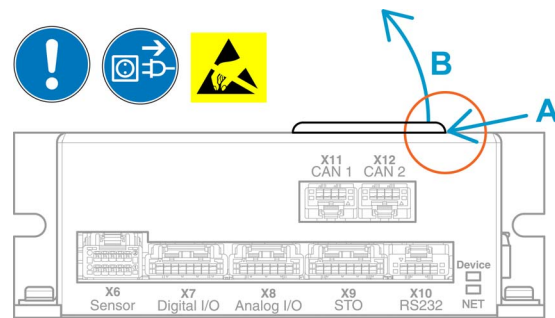 B
A
X11 X12
CAN 1 CAN 2
Device
X6 X7 X8 X9 X10
Sensor Digital I/O Analog I/O STO RS232 NET